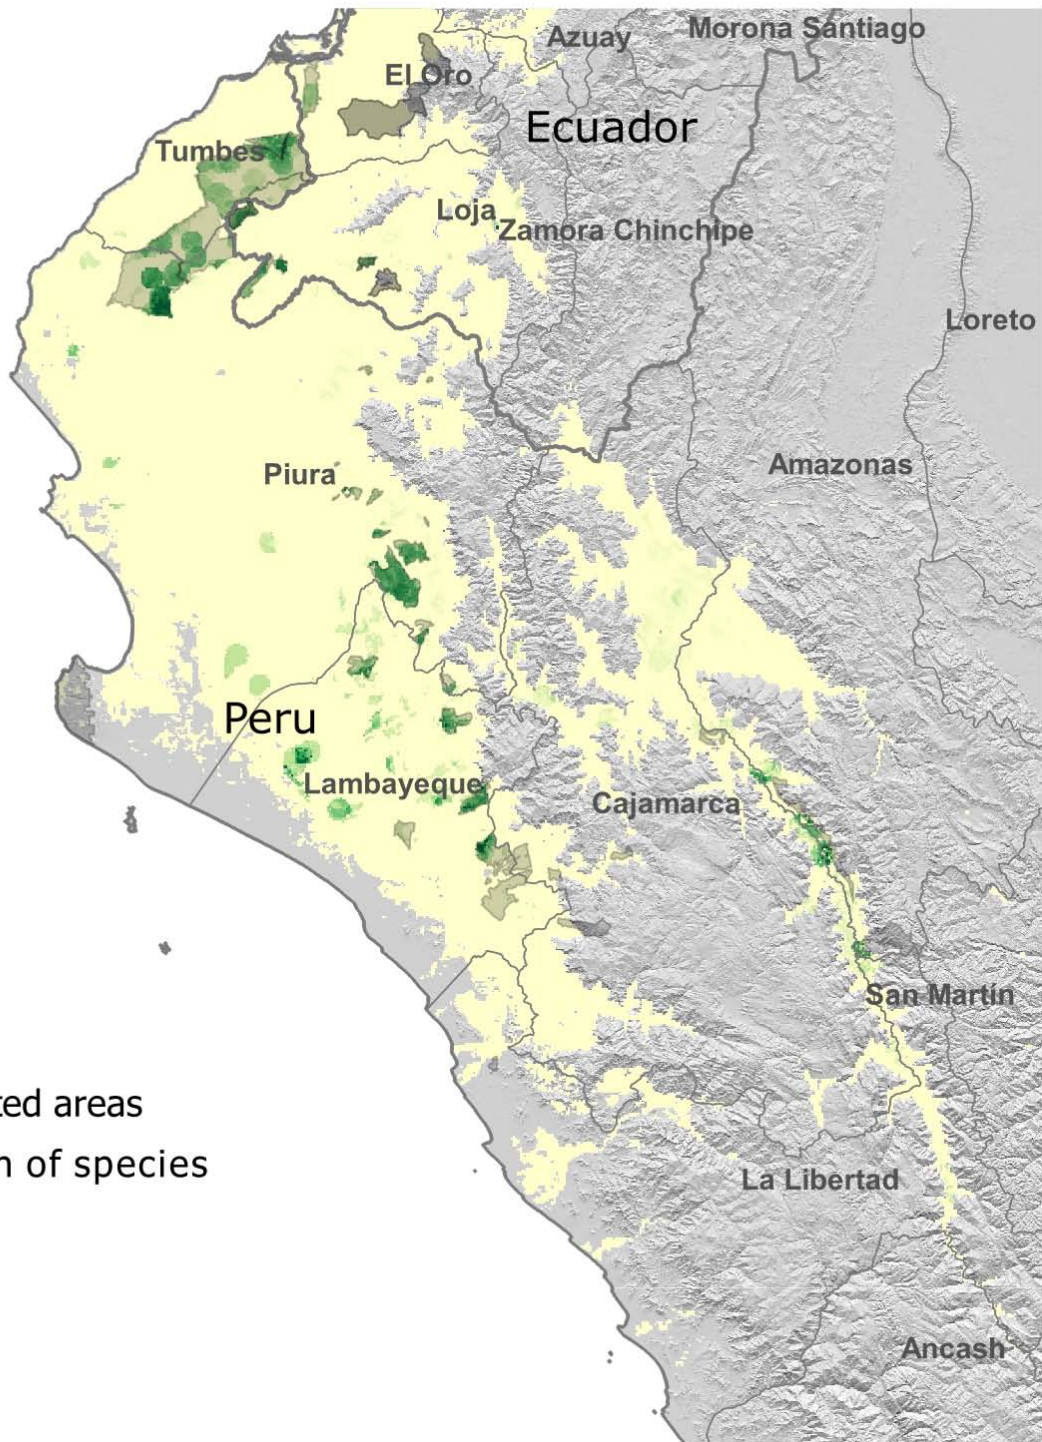 Azuay
Morona Santiago
El Oro
Ecuador
Tumbes
Loja
Zamora Chinchipe
Loreto
Piura
Amazonas
Peru
Lambayeque
Cajamarca
San Martín
ted areas
n of species
La Libertad
Ancash